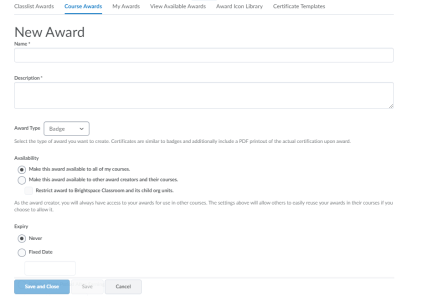 Classlist Awards Course Awards My Awards View Available Awards Award Icon Library Certificate Templates
New Award
Name *
Description *
Award Type Badge
Select the type of award you want to create. Certificates are similar to badges and additionally include a PDF printout of the actual certification upon award.
Availability
Make this award available to all of my courses.
Make this award available to other award creators and their courses.
Restrict award to Brightspace Classroom and its child org units.
As the award creator, you will always have access to your awards for use in other courses. The settings above will allow others to easily reuse your awards in their courses if you
choose to allow it.
Expiry
Never
Fixed Date
Save and Close Save Cancel